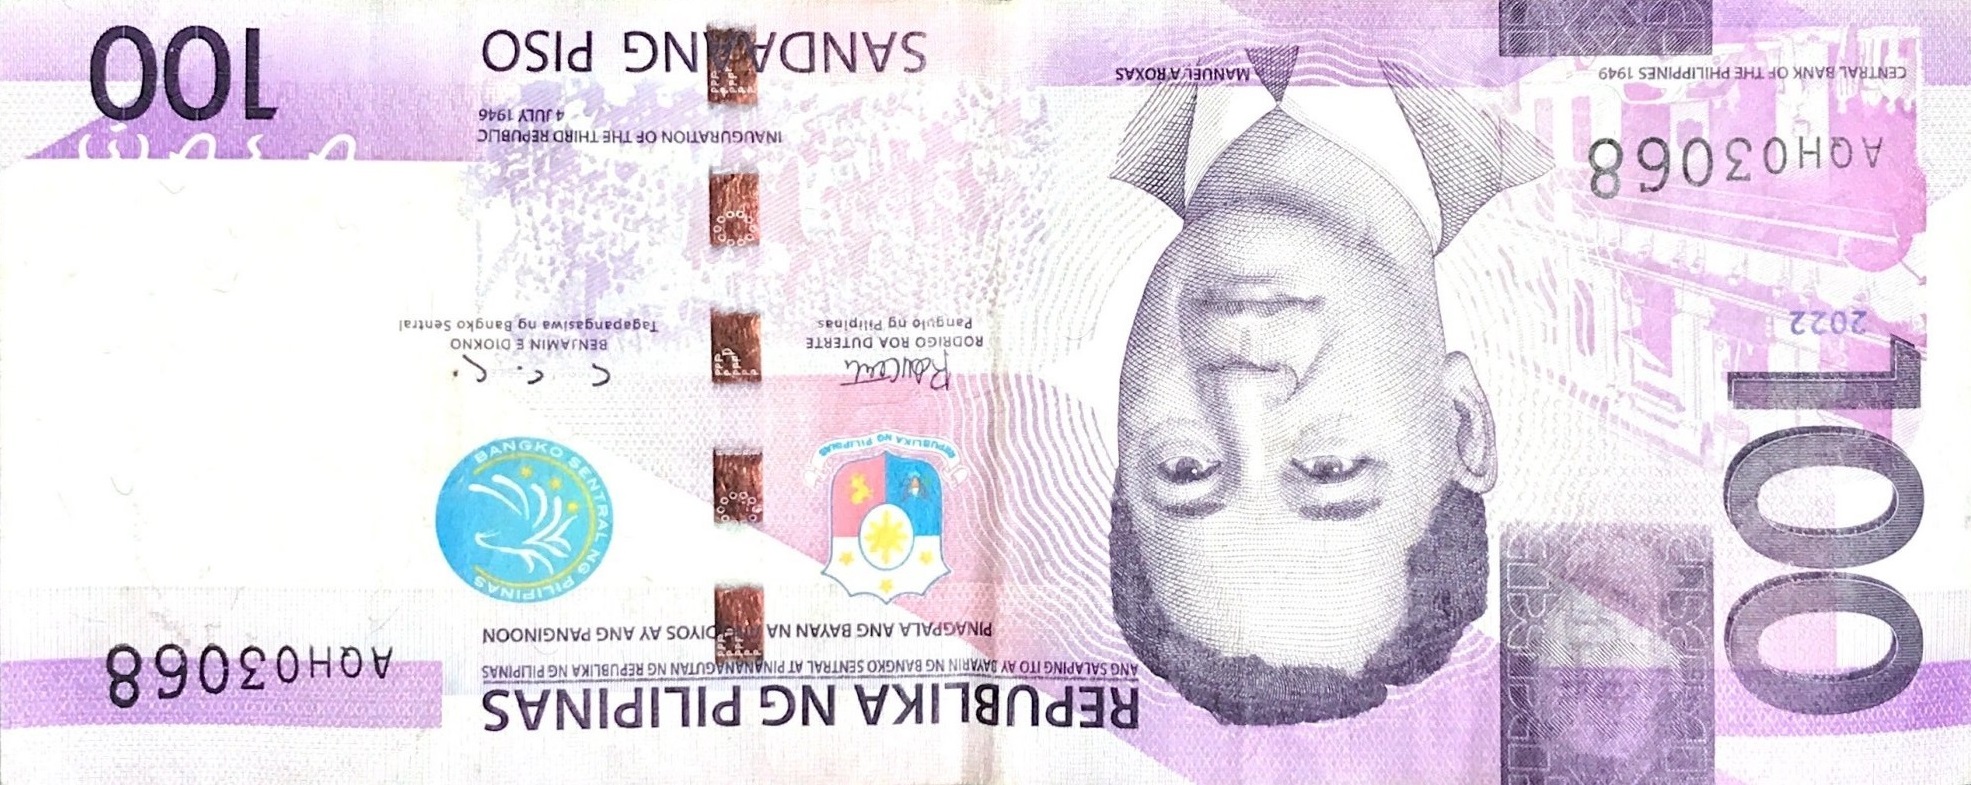 REPUBLIKA NG PILIPINAS
ANG SALAPING ITO AY BAYARIN NG BANGKO SENTRAL AT PINANANAGUTAN NG REPUBLIKA NG PILIPINAS
PINAGPALA ANG BAYAN NA ANG DIYOS AY ANG PANGINOON
AQH03068
100
REPUBLIKA NG PILIPINAS
BANGKO SENTRAL NG PILIPINAS
2022
RODRIGO ROA DUTERTE
Pangulo ng Pilipinas
BENJAMIN E DIOKNO
Tagapangasiwa ng Bangko Sentral
AQH03068
INAUGURATION OF THE THIRD REPUBLIC
4 JULY 1946
CENTRAL BANK OF THE PHILIPPINES 1949
MANUEL A ROXAS
SANDAANG PISO
100